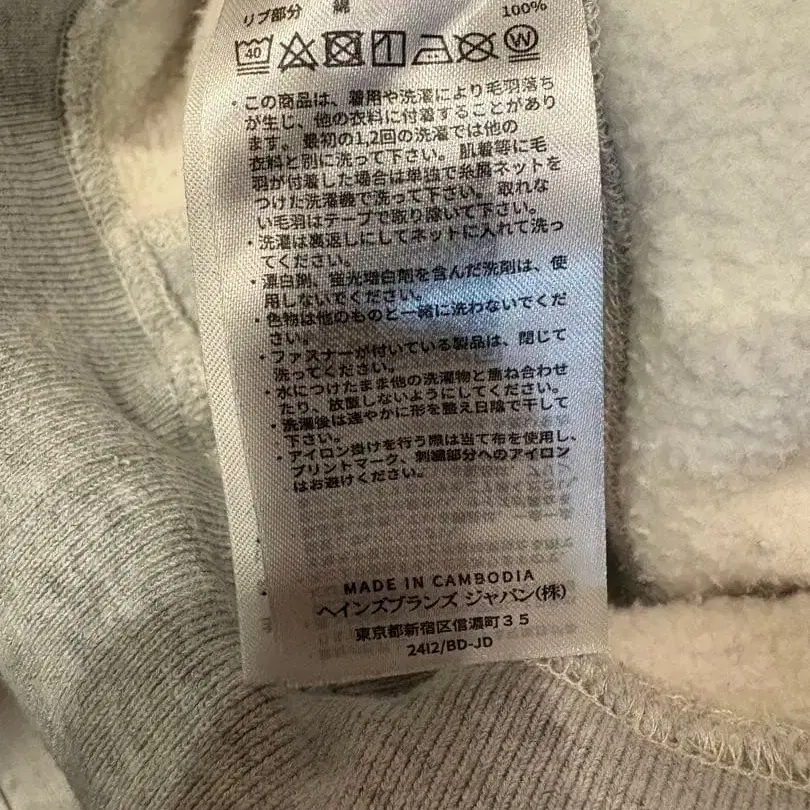 リブ部分 綿 100%
40 W
・この商品は、着用や洗濯により毛羽落ち
が生じ、他の衣料に付着することがあり
ます。最初の1,2回の洗濯では他の
衣料と別に洗って下さい。肌着等に毛
羽が付着した場合は単独で糸屑ネットを
つけた洗濯機で洗って下さい。取れな
い毛羽はテープで取り除いて下さい。
・洗濯は裏返しにしてネットに入れて洗っ
てください。
・漂白剤、蛍光増白剤を含んだ洗剤は、使
用しないでください。
・色物は他のものと一緒に洗わないでくだ
さい。
・ファスナーが付いている製品は、閉じて
洗ってください。
・水につけたまま他の洗濯物と重ね合わせ
たり、放置しないようにしてください。
・洗濯後は速やかに形を整え日陰で干して
下さい。
・アイロン掛けを行う際は当て布を使用し、
プリントマーク、刺繍部分へのアイロン
はお避けください。
MADE IN CAMBODIA
ヘインズブランズ ジャパン(株)
東京都新宿区信濃町35
2412/BD-JD